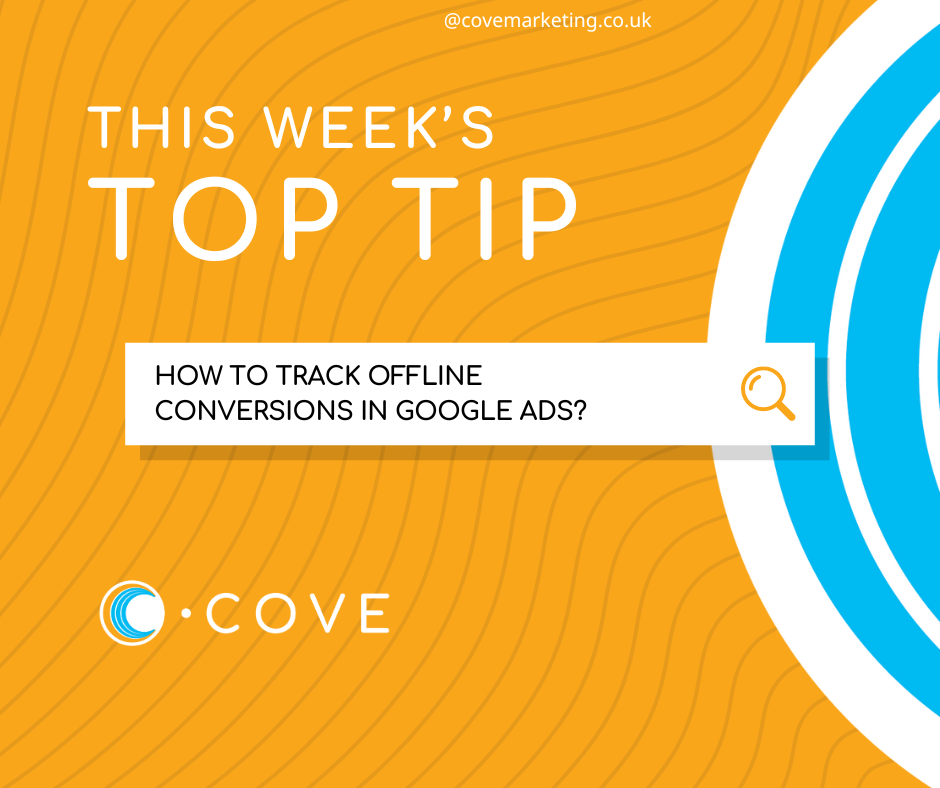 @covemarketing.co.uk
THIS WEEK'S
TOP TIP
HOW TO TRACK OFFLINE
CONVERSIONS IN GOOGLE ADS?
· COVE